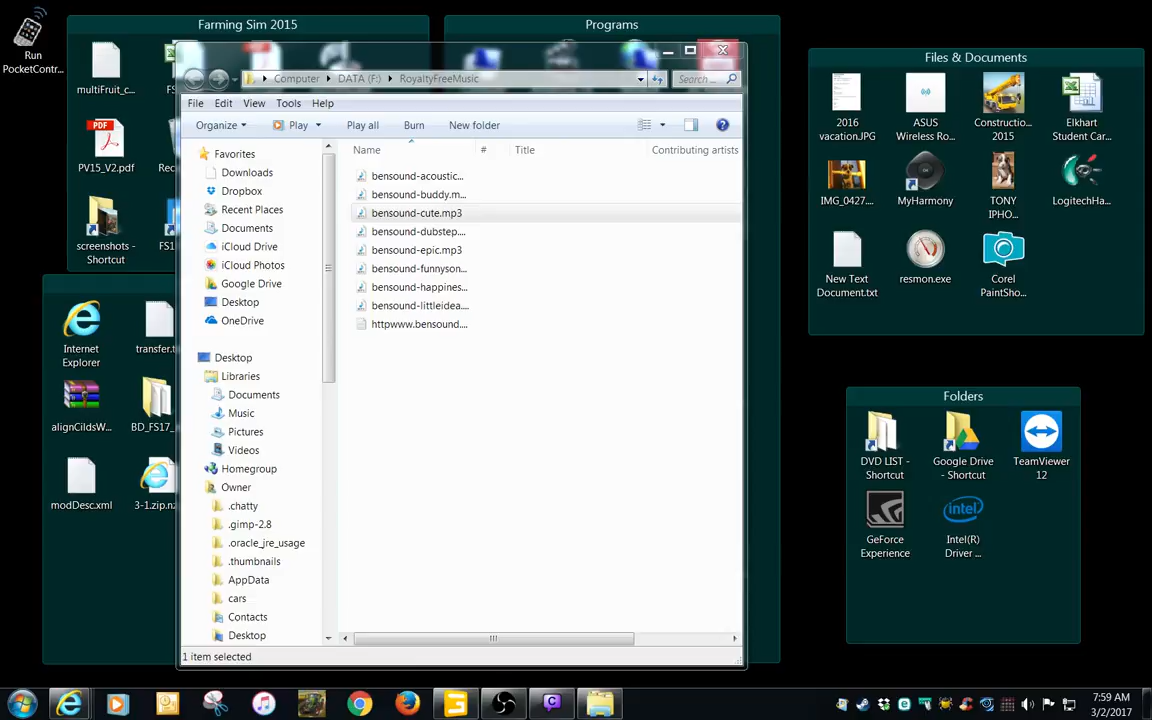 Run
PocketContr...
Farming Sim 2015
multiFruit_c...
FS
PV15_V2.pdf
Rec
screenshots -
Shortcut
FS1
Internet
Explorer
transfer.t
alignCildsW...
BD_FS17_
modDesc.xml
3-1.zip.nz
Programs
Computer
DATA (F:)
RoyaltyFreeMusic
Search ...
File
Edit
View
Tools
Help
Organize
Play
Play all
Burn
New folder
Favorites
Downloads
Dropbox
Recent Places
Documents
iCloud Drive
iCloud Photos
Google Drive
Desktop
OneDrive
Desktop
Libraries
Documents
Music
Pictures
Videos
Homegroup
Owner
.chatty
.gimp-2.8
.oracle_jre_usage
.thumbnails
AppData
cars
Contacts
Desktop
Name
#
Title
Contributing artists
bensound-acoustic...
bensound-buddy.m...
bensound-cute.mp3
bensound-dubstep....
bensound-epic.mp3
bensound-funnyson...
bensound-happines...
bensound-littleidea....
httpwww.bensound....
1 item selected
Files & Documents
2016
vacation.JPG
ASUS
Wireless Ro...
Constructio...
2015
Elkhart
Student Car...
IMG_0427....
MyHarmony
TONY
IPHO...
LogitechHa...
New Text
Document.txt
resmon.exe
Corel
PaintSho...
Folders
DVD LIST -
Shortcut
Google Drive
- Shortcut
TeamViewer
12
GeForce
Experience
intel
Intel(R)
Driver ...
7:59 AM
3/2/2017